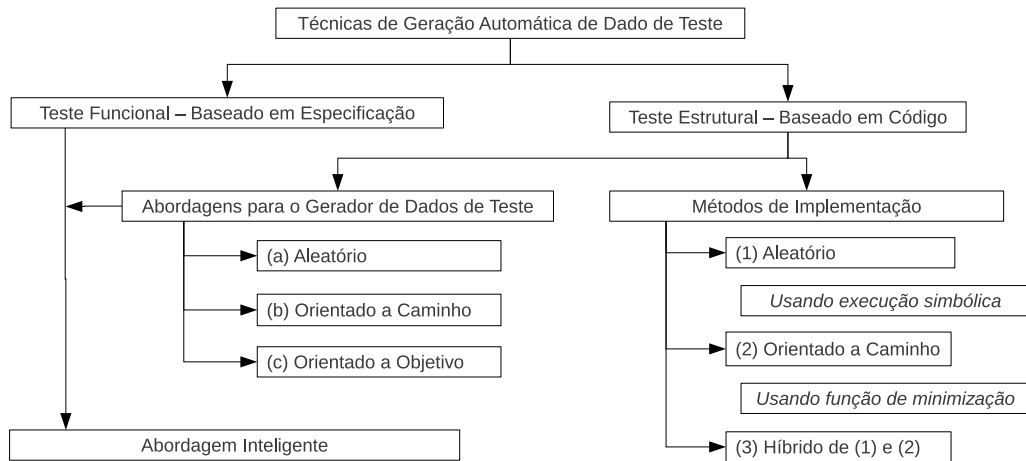 Técnicas de Geração Automática de Dado de Teste
Teste Funcional – Baseado em Especificação
Teste Estrutural – Baseado em Código
Abordagens para o Gerador de Dados de Teste
Métodos de Implementação
(a) Aleatório
(1) Aleatório
Usando execução simbólica
(b) Orientado a Caminho
(2) Orientado a Caminho
(c) Orientado a Objetivo
Usando função de minimização
Abordagem Inteligente
(3) Híbrido de (1) e (2)